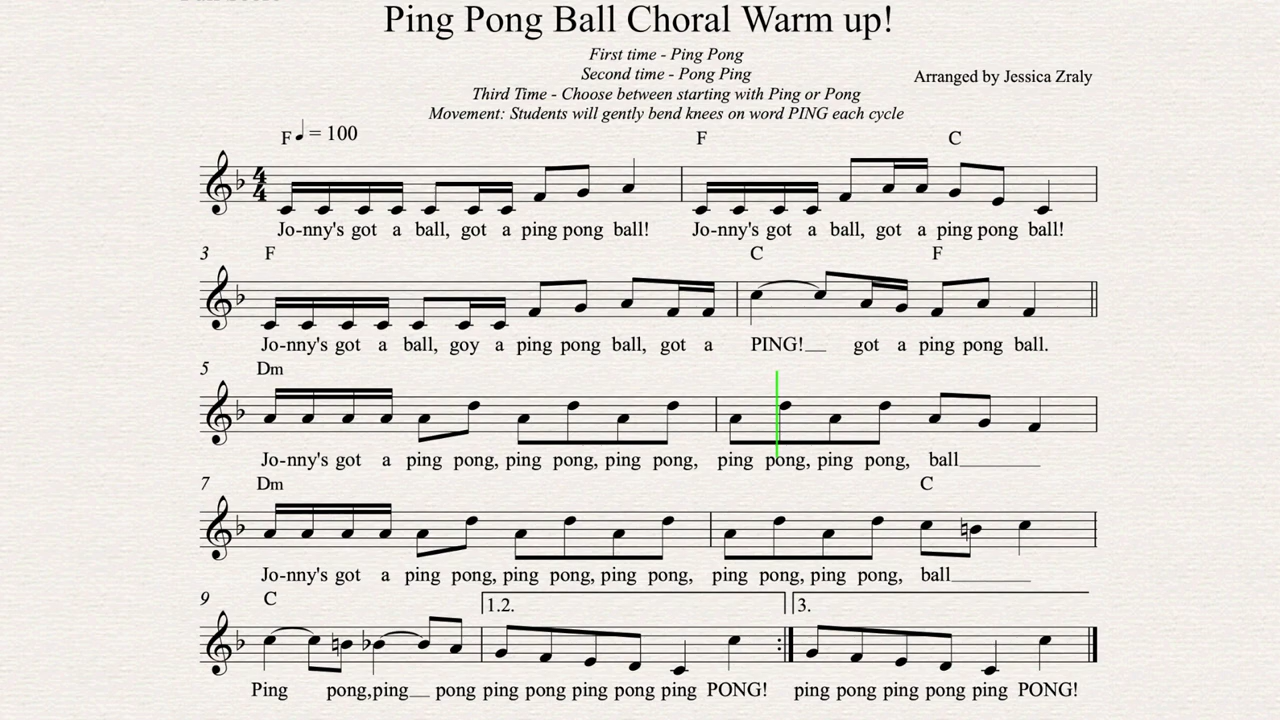 Ping Pong Ball Choral Warm up!
First time - Ping Pong
Second time - Pong Ping
Arranged by Jessica Zraly
Third Time - Choose between starting with Ping or Pong
Movement: Students will gently bend knees on word PING each cycle
F = 100 F C
4
4
Jo-nny's got a ball, got a ping pong ball! Jo-nny's got a ball, got a ping pong ball!
3 F C F
Jo-nny's got a ball, goy a ping pong ball, got a PING!__ got a ping pong ball.
5 Dm
Jo-nny's got a ping pong, ping pong, ping pong, ping pong, ping pong, ball________
7 Dm C
Jo-nny's got a ping pong, ping pong, ping pong, ping pong, ping pong, ball________
9 C 1.2. 3.
Ping pong,ping__ pong ping pong ping pong ping PONG! ping pong ping pong ping PONG!